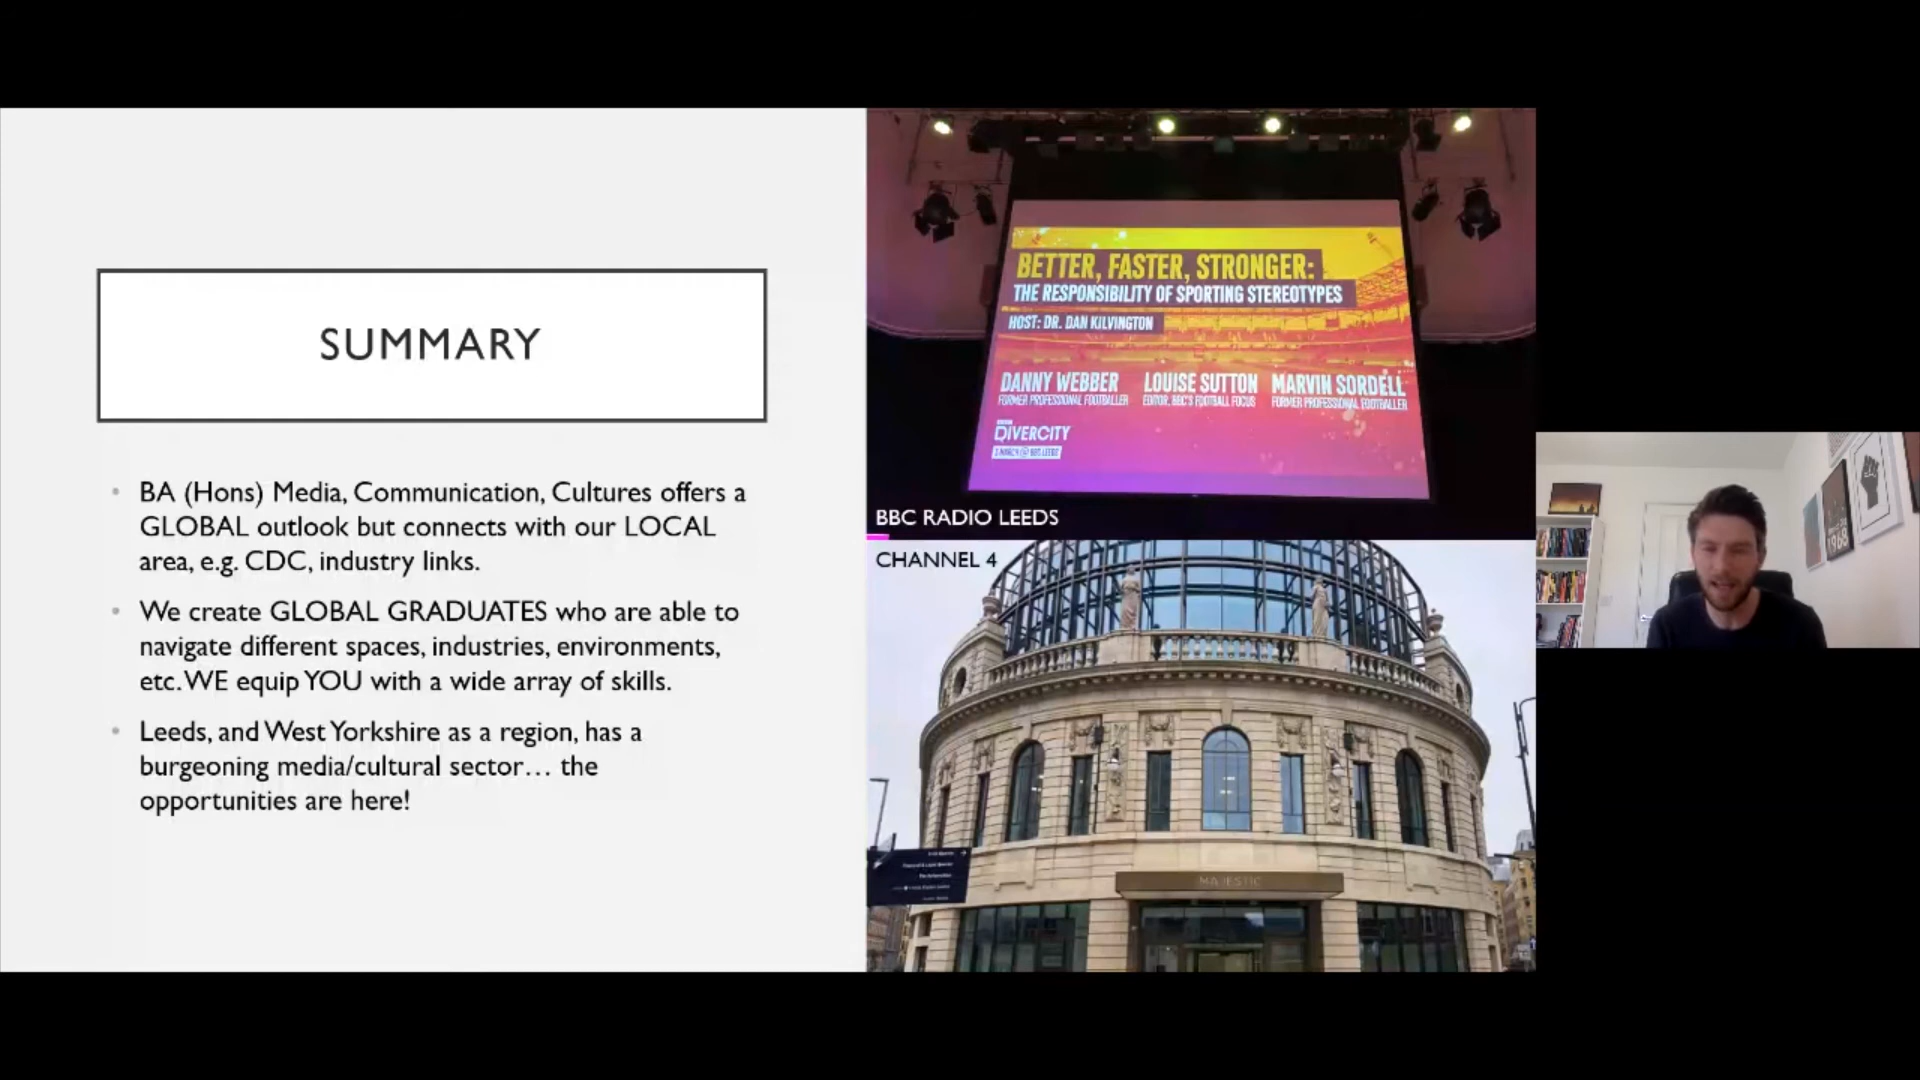 SUMMARY
BA (Hons) Media, Communication, Cultures offers a
GLOBAL outlook but connects with our LOCAL
area, e.g. CDC, industry links.
We create GLOBAL GRADUATES who are able to
navigate different spaces, industries, environments,
etc. WE equip YOU with a wide array of skills.
Leeds, and West Yorkshire as a region, has a
burgeoning media/cultural sector… the
opportunities are here!
BETTER, FASTER, STRONGER:
THE RESPONSIBILITY OF SPORTING STEREOTYPES
HOST: DR. DAN KILVINGTON
DANNY WEBBER
FORMER PROFESSIONAL FOOTBALLER
LOUISE SUTTON
EDITOR, BBC'S FOOTBALL FOCUS
MARVIN SORDELL
FORMER PROFESSIONAL FOOTBALLER
DIVERCITY
BBC RADIO LEEDS
CHANNEL 4
MAJESTIC